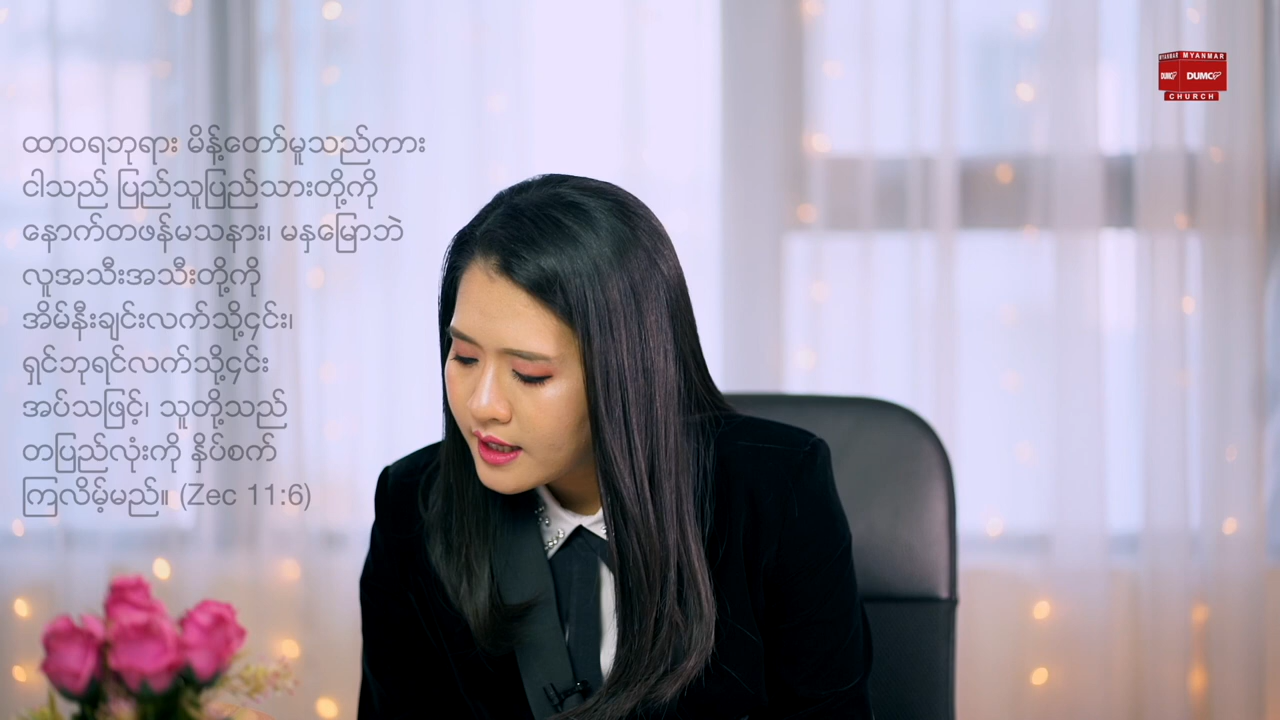 ထာဝရဘုရား မိန့်တော်မူသည်ကား
ငါသည် ပြည်သူပြည်သားတို့ကို
နောက်တဖန်မသနား၊ မနှမြောဘဲ
လူအသီးအသီးတို့ကို
အိမ်နီးချင်းလက်သို့၄င်း၊
ရှင်ဘုရင်လက်သို့၄င်း
အပ်သဖြင့်၊ သူတို့သည်
တပြည်လုံးကို နှိပ်စက်
ကြလိမ့်မည်။ (Zec 11:6)
MYANMAR MYANMAR
DUMC DUMC
CHURCH